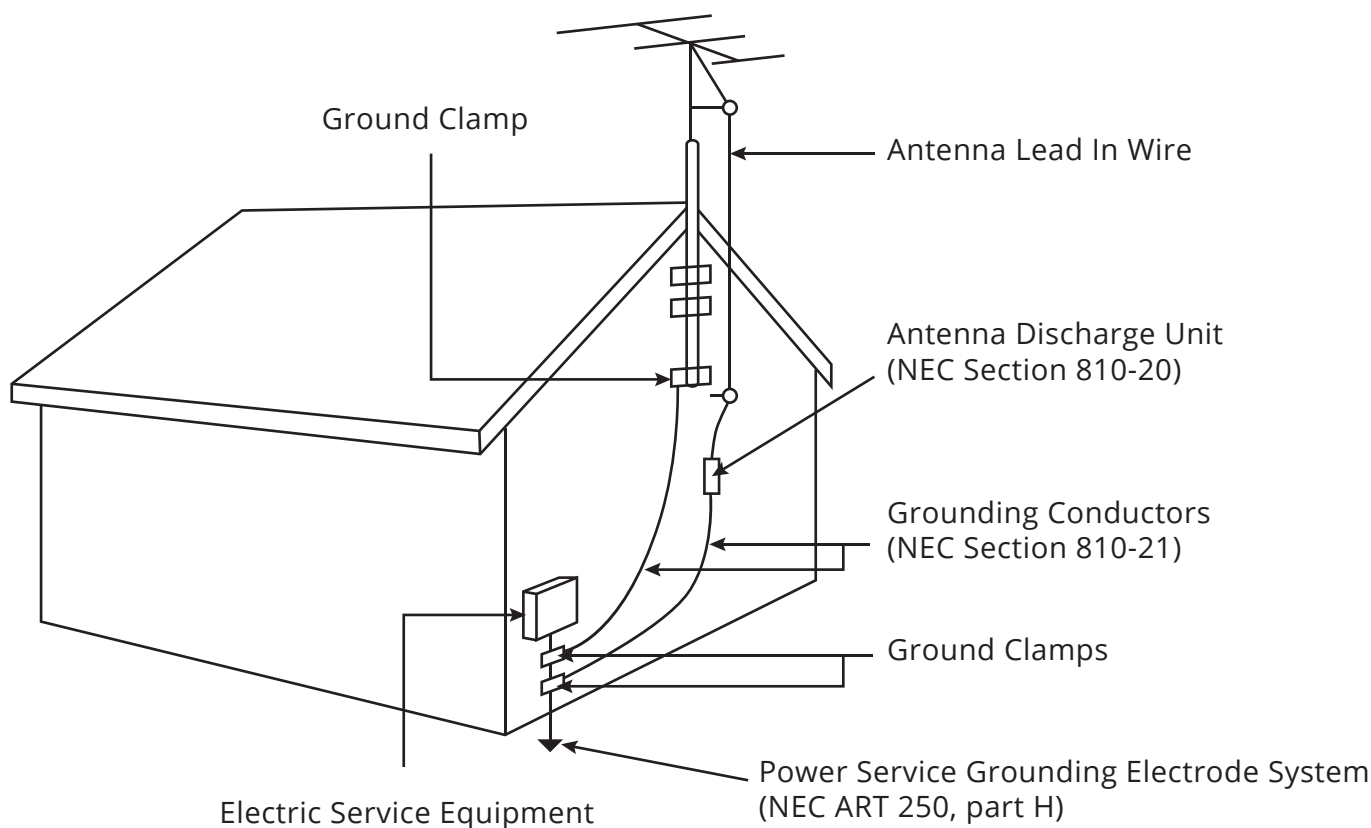 Ground Clamp
Antenna Lead In Wire
Antenna Discharge Unit
(NEC Section 810-20)
Grounding Conductors
(NEC Section 810-21)
Ground Clamps
Power Service Grounding Electrode System
(NEC ART 250, part H)
Electric Service Equipment